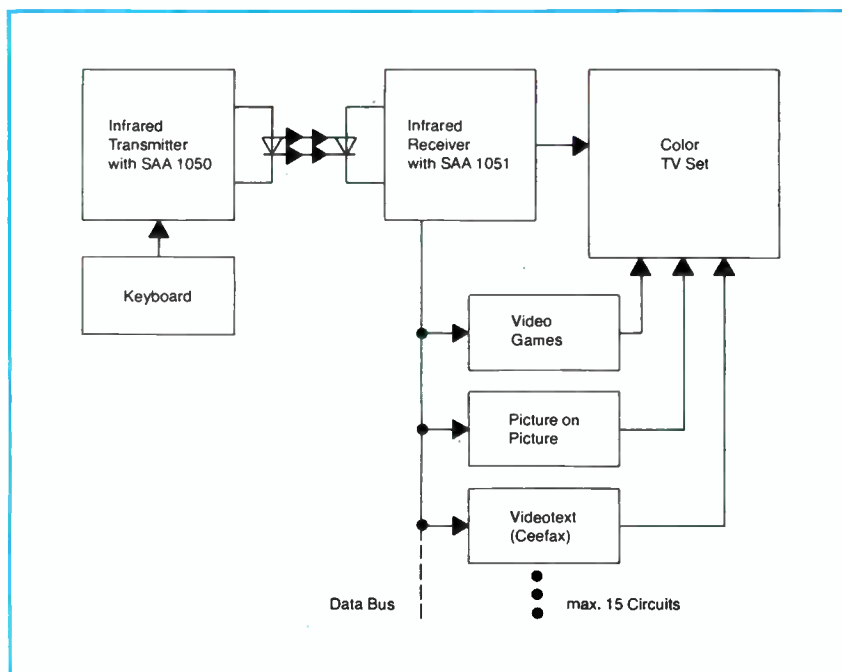 Infrared
Transmitter
with SAA 1050
Infrared
Receiver
with SAA 1051
Color
TV Set
Keyboard
Video
Games
Picture on
Picture
Videotext
(Ceefax)
Data Bus
max. 15 Circuits